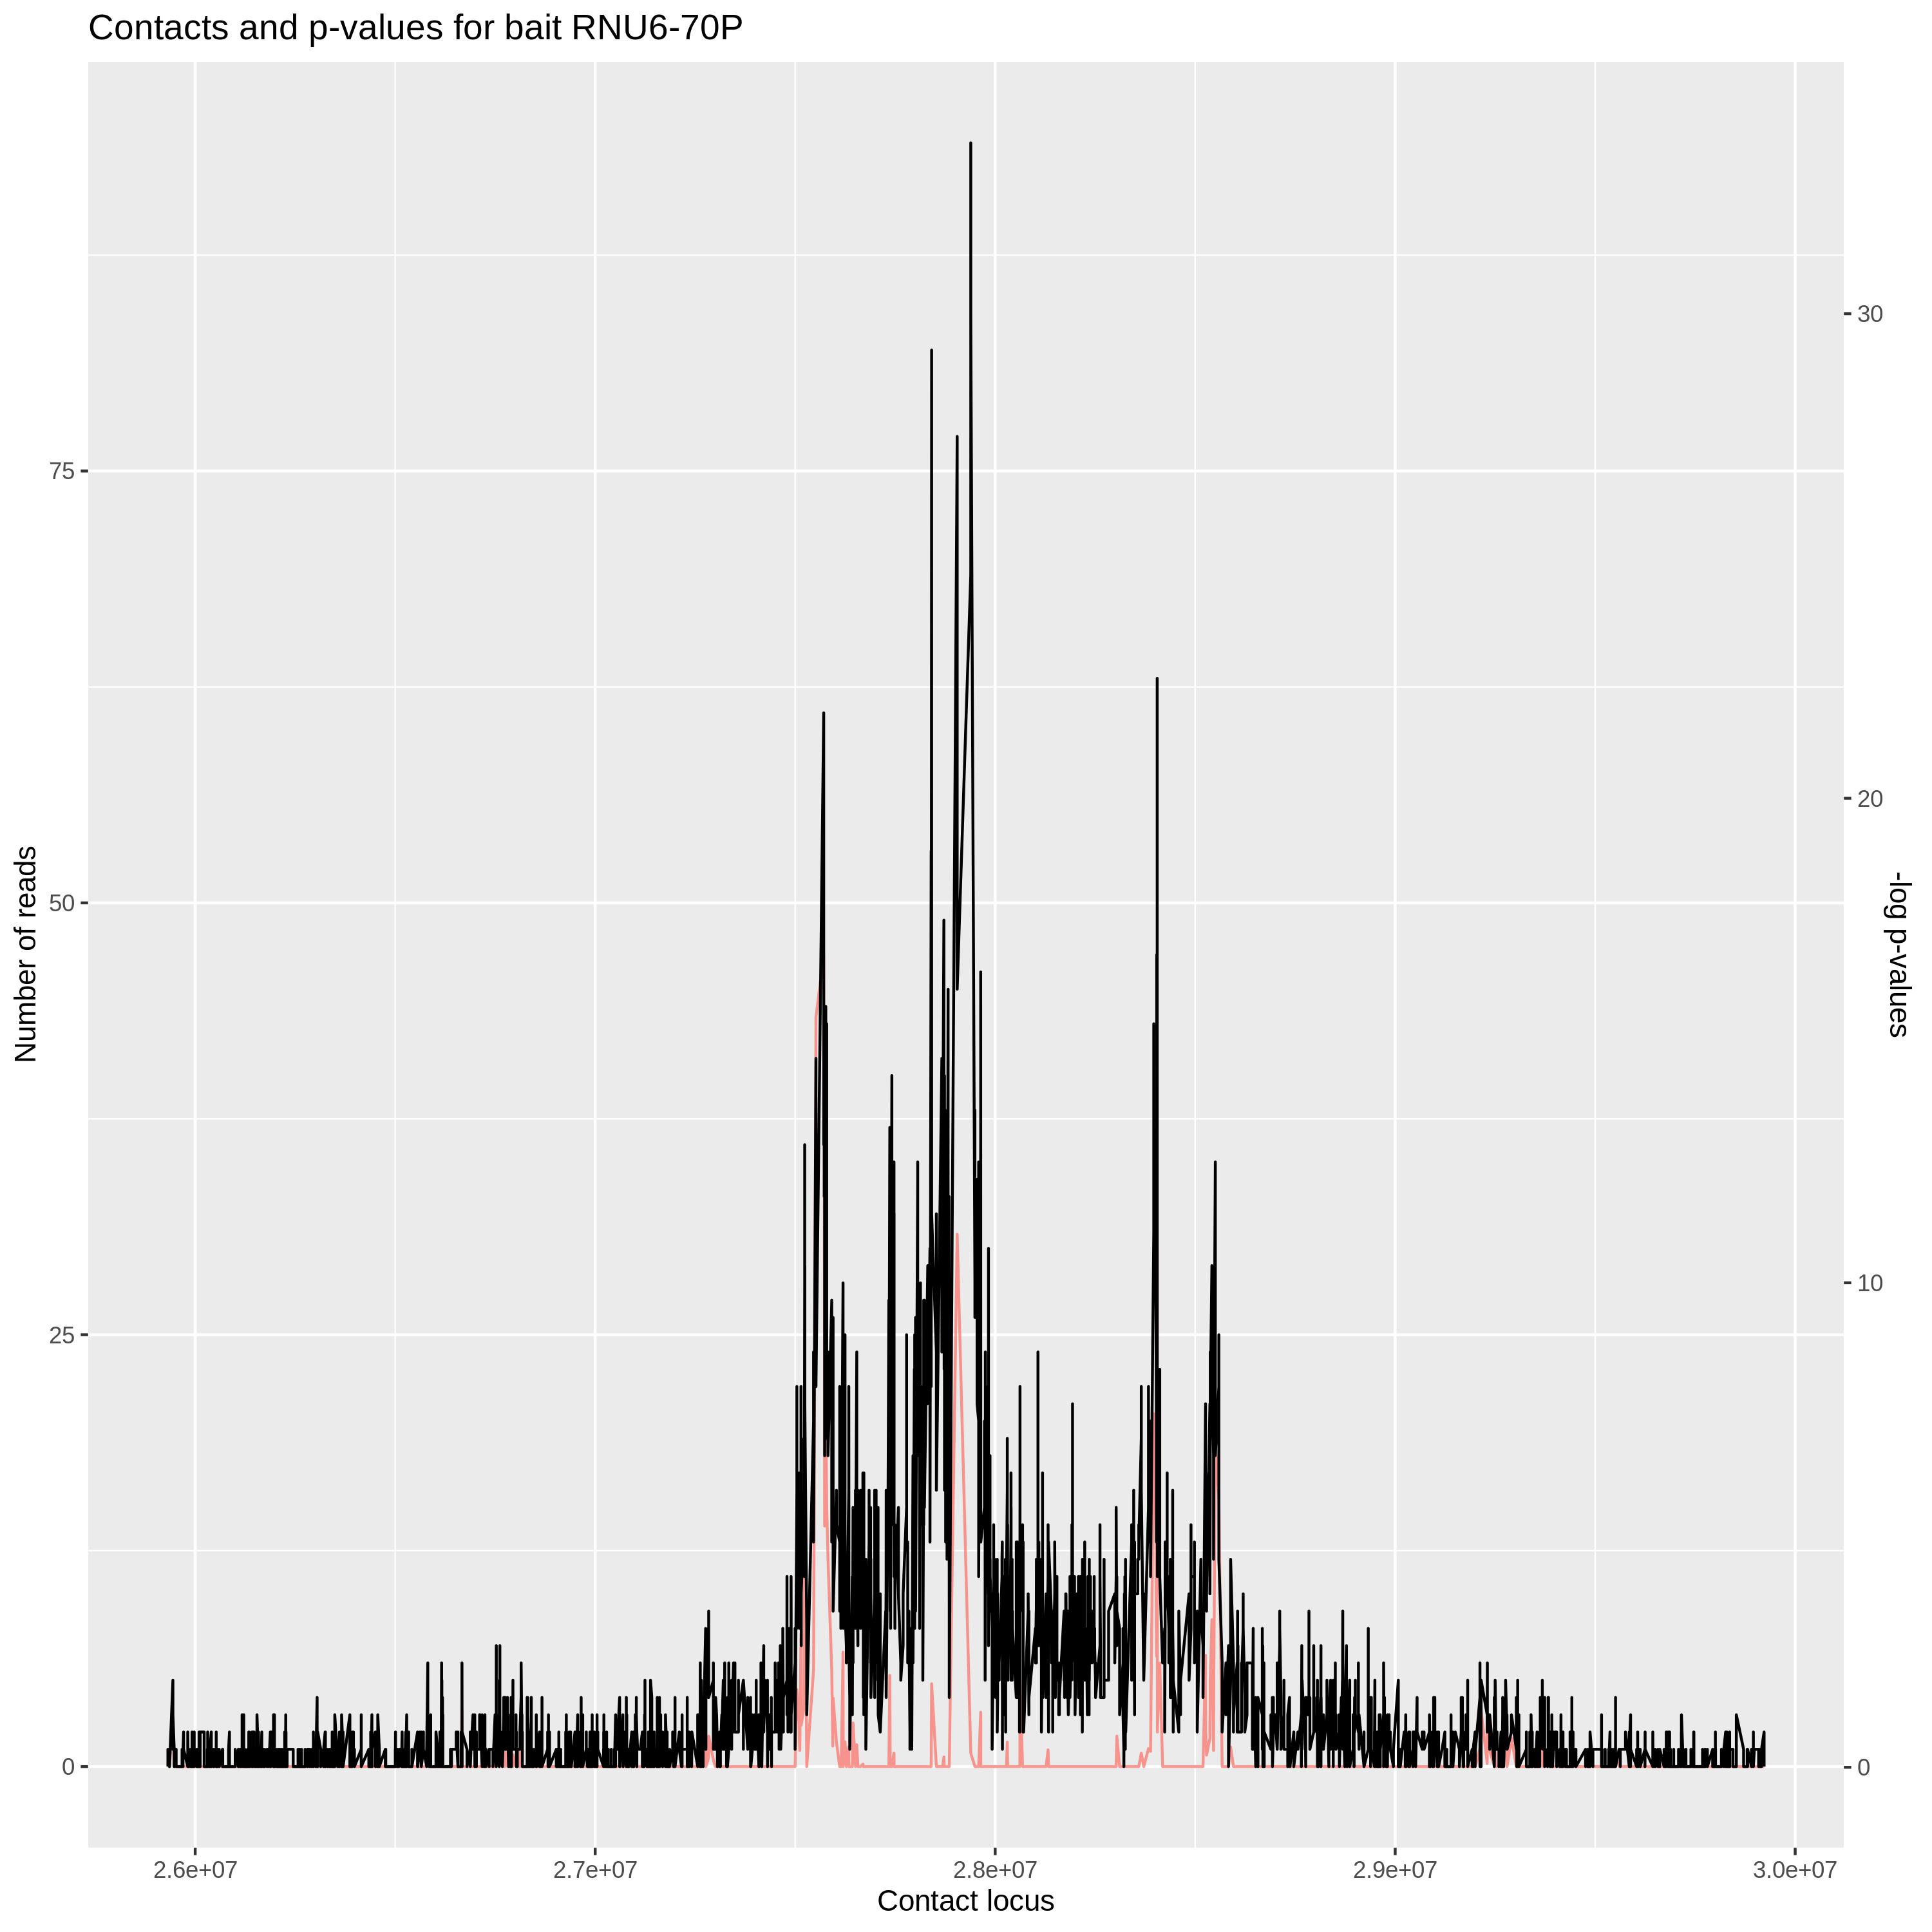 Contacts and p-values for bait RNU6-70P
Number of reads
75
50
25
0
30
20
10
0
-log p-values
2.6e+07 2.7e+07 2.8e+07 2.9e+07 3.0e+07
Contact locus